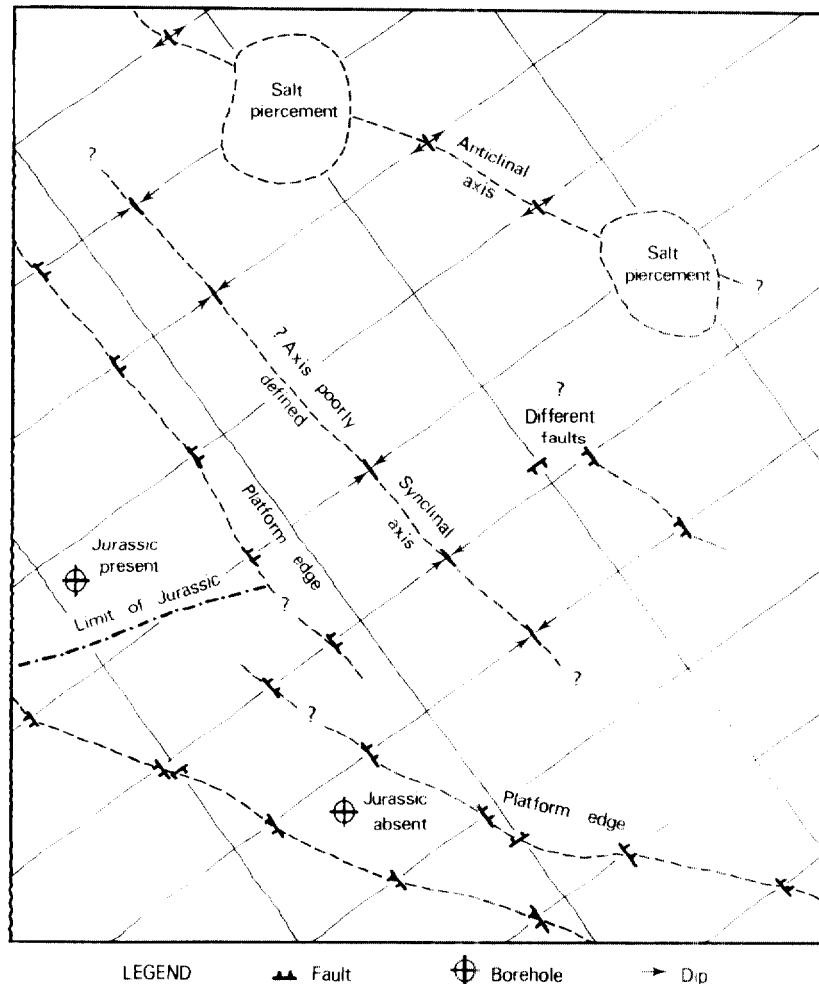 Salt
piercement
Anticlinal
axis
?
Salt
piercement
?
? Axis poorly
defined
?
Different
faults
Synclinal
axis
Platform
edge
Jurassic
present
Limit of Jurassic
?
?
?
Jurassic
absent
Platform
edge
LEGEND
Fault
Borehole
Dip